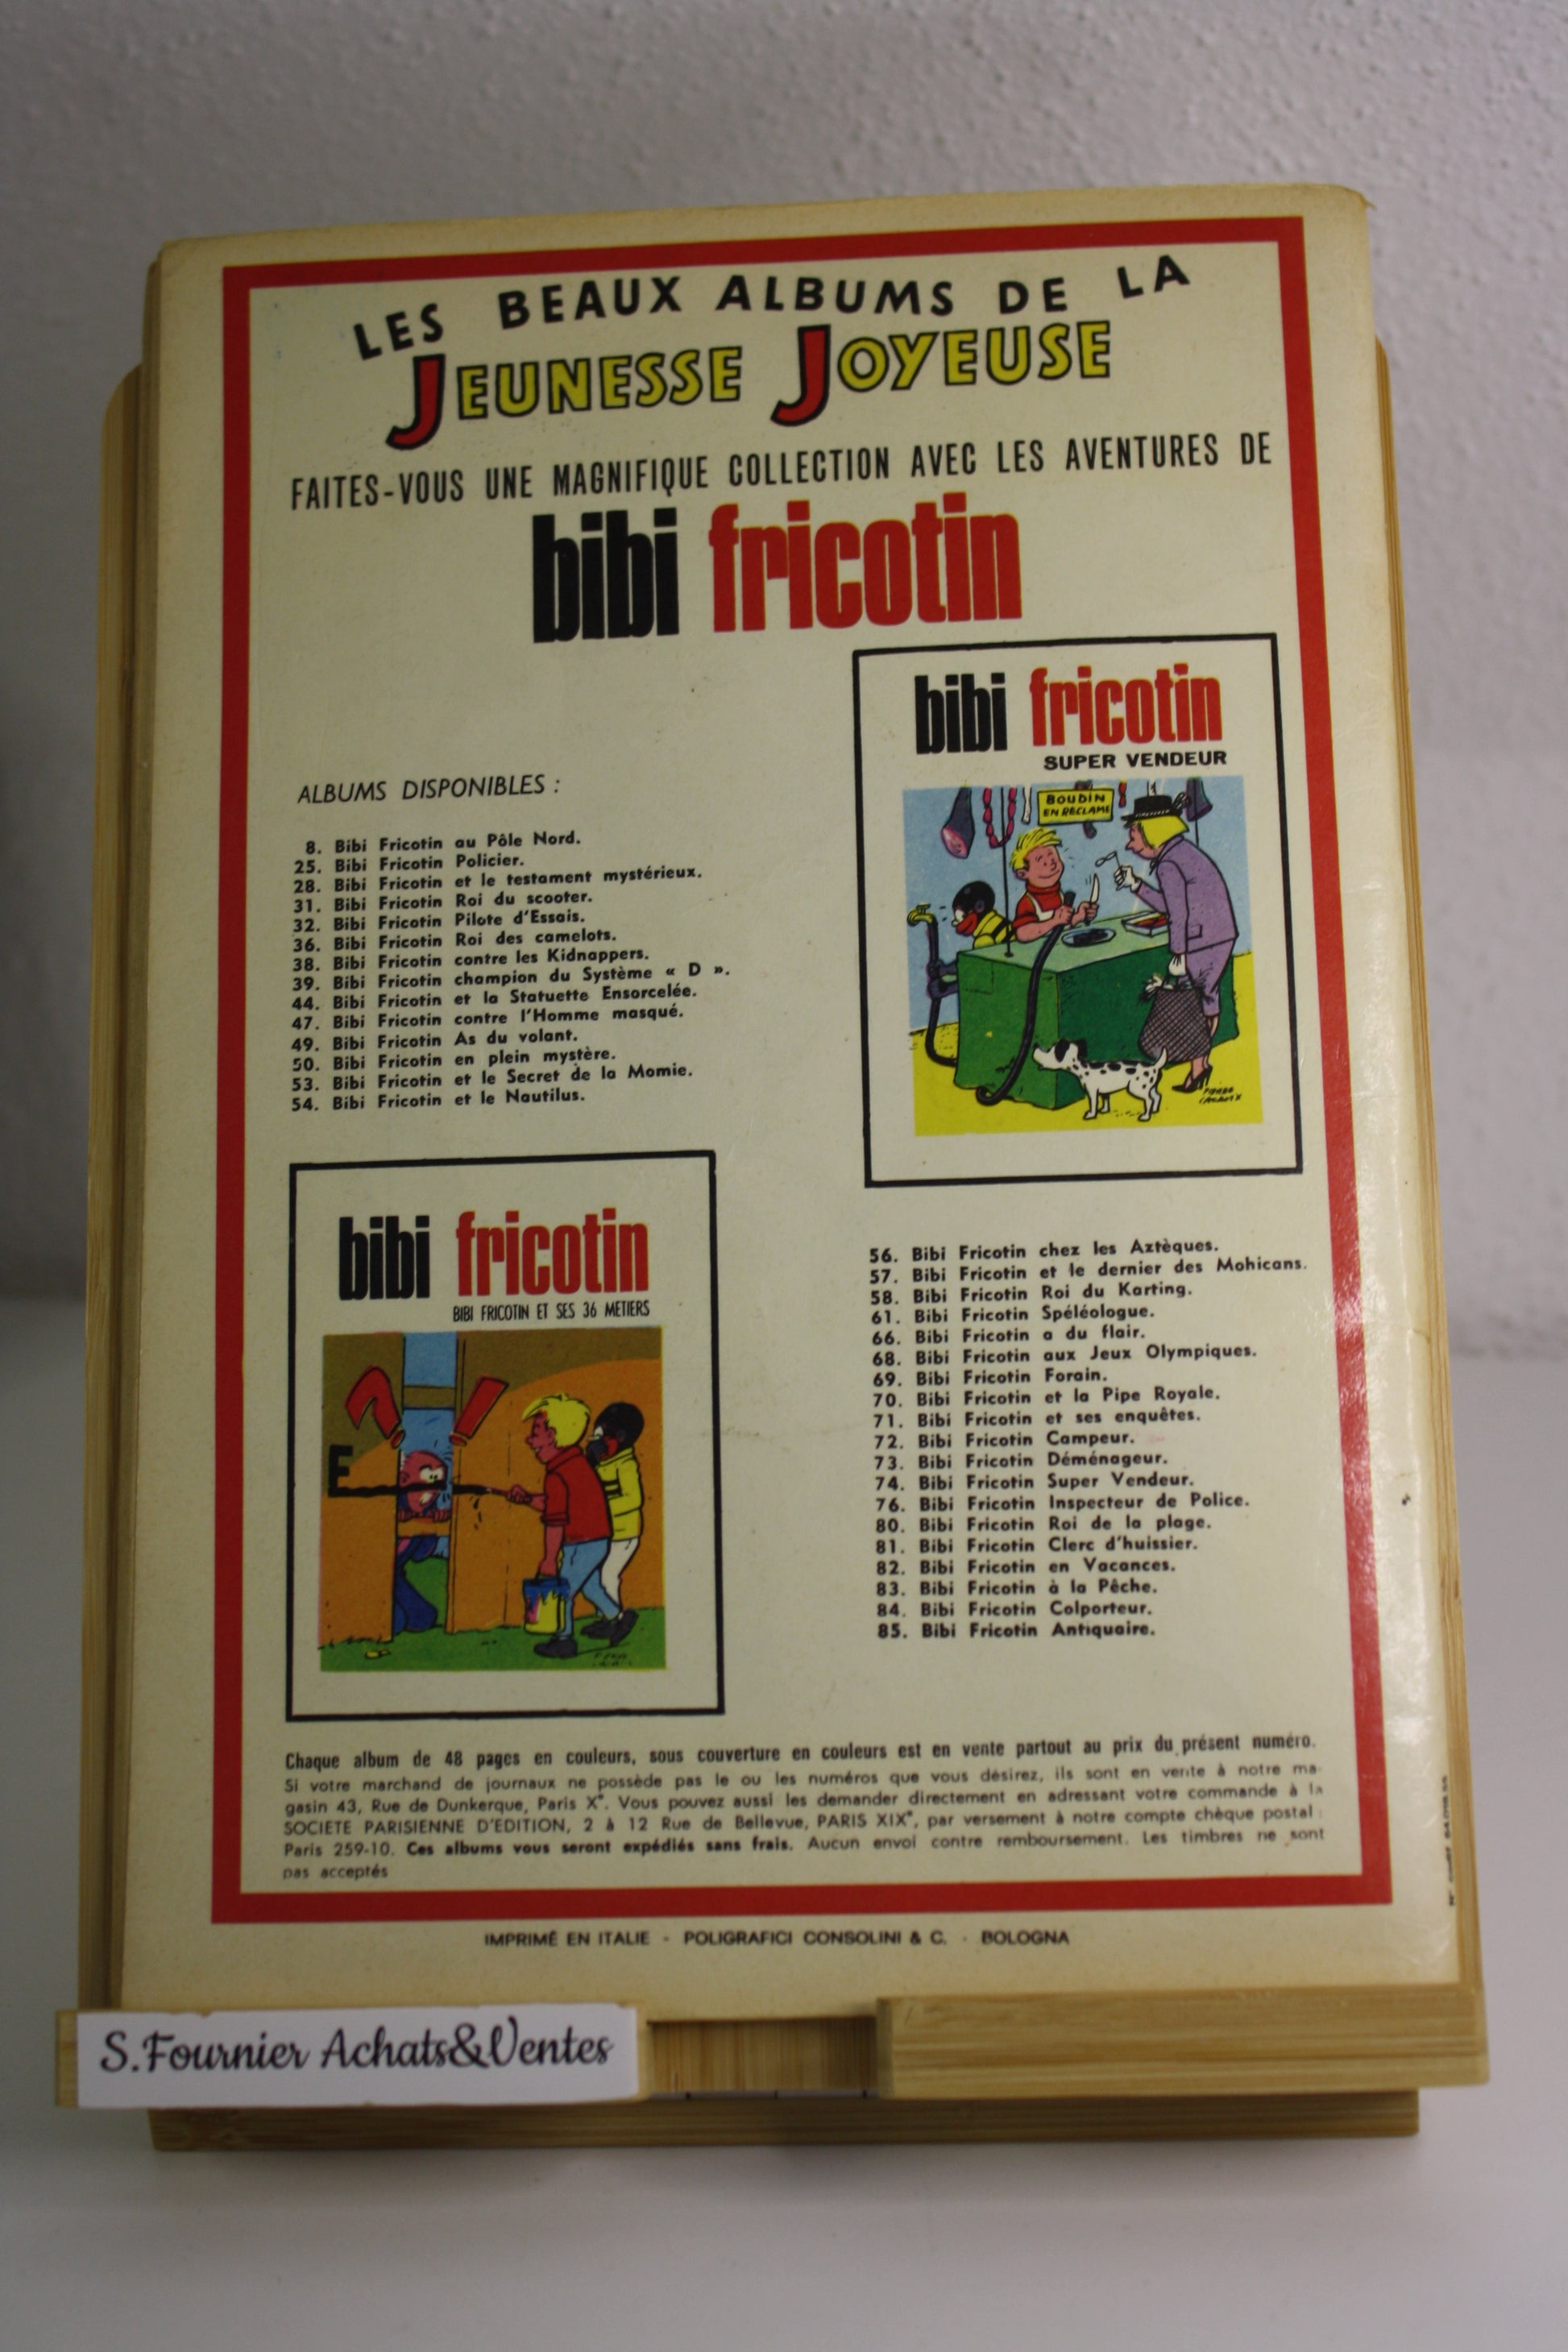 LES BEAUX ALBUMS DE LA
JEUNESSE JOYEUSE
FAITES-VOUS UNE MAGNIFIQUE COLLECTION AVEC LES AVENTURES DE
bibi fricotin
bibi fricotin
SUPER VENDEUR
BOUDIN
EN RECLAME
ALBUMS DISPONIBLES :
8. Bibi Fricotin au Pôle Nord.
25. Bibi Fricotin Policier.
28. Bibi Fricotin et le testament mystérieux.
31. Bibi Fricotin Roi du scooter.
32. Bibi Fricotin Pilote d'Essais.
36. Bibi Fricotin Roi des camelots.
38. Bibi Fricotin contre les Kidnappers.
39. Bibi Fricotin champion du Système « D ».
44. Bibi Fricotin et la Statuette Ensorcelée.
47. Bibi Fricotin contre l'Homme masqué.
49. Bibi Fricotin As du volant.
50. Bibi Fricotin en plein mystère.
53. Bibi Fricotin et le Secret de la Momie.
54. Bibi Fricotin et le Nautilus.
bibi fricotin
BIBI FRICOTIN ET SES 36 METIERS
E
56. Bibi Fricotin chez les Aztèques.
57. Bibi Fricotin et le dernier des Mohicans.
58. Bibi Fricotin Roi du Karting.
61. Bibi Fricotin Spéléologue.
66. Bibi Fricotin a du flair.
68. Bibi Fricotin aux Jeux Olympiques.
69. Bibi Fricotin Forain.
70. Bibi Fricotin et la Pipe Royale.
71. Bibi Fricotin et ses enquêtes.
72. Bibi Fricotin Campeur.
73. Bibi Fricotin Déménageur.
74. Bibi Fricotin Super Vendeur.
76. Bibi Fricotin Inspecteur de Police.
80. Bibi Fricotin Roi de la plage.
81. Bibi Fricotin Clerc d'huissier.
82. Bibi Fricotin en Vacances.
83. Bibi Fricotin à la Pêche.
84. Bibi Fricotin Colporteur.
85. Bibi Fricotin Antiquaire.
Chaque album de 48 pages en couleurs, sous couverture en couleurs est en vente partout au prix du présent numéro.
Si votre marchand de journaux ne possède pas le ou les numéros que vous désirez, ils sont en vente à notre ma-
gasin 43, Rue de Dunkerque, Paris Xe. Vous pouvez aussi les demander directement en adressant votre commande à la
SOCIETE PARISIENNE D'EDITION, 2 à 12 Rue de Bellevue, PARIS XIXe, par versement à notre compte chèque postal :
Paris 259-10. Ces albums vous seront expédiés sans frais. Aucun envoi contre remboursement. Les timbres ne sont
pas acceptés
IMPRIMÉ EN ITALIE - POLIGRAFICI CONSOLINI & C. - BOLOGNA
S.Fournier Achats&Ventes